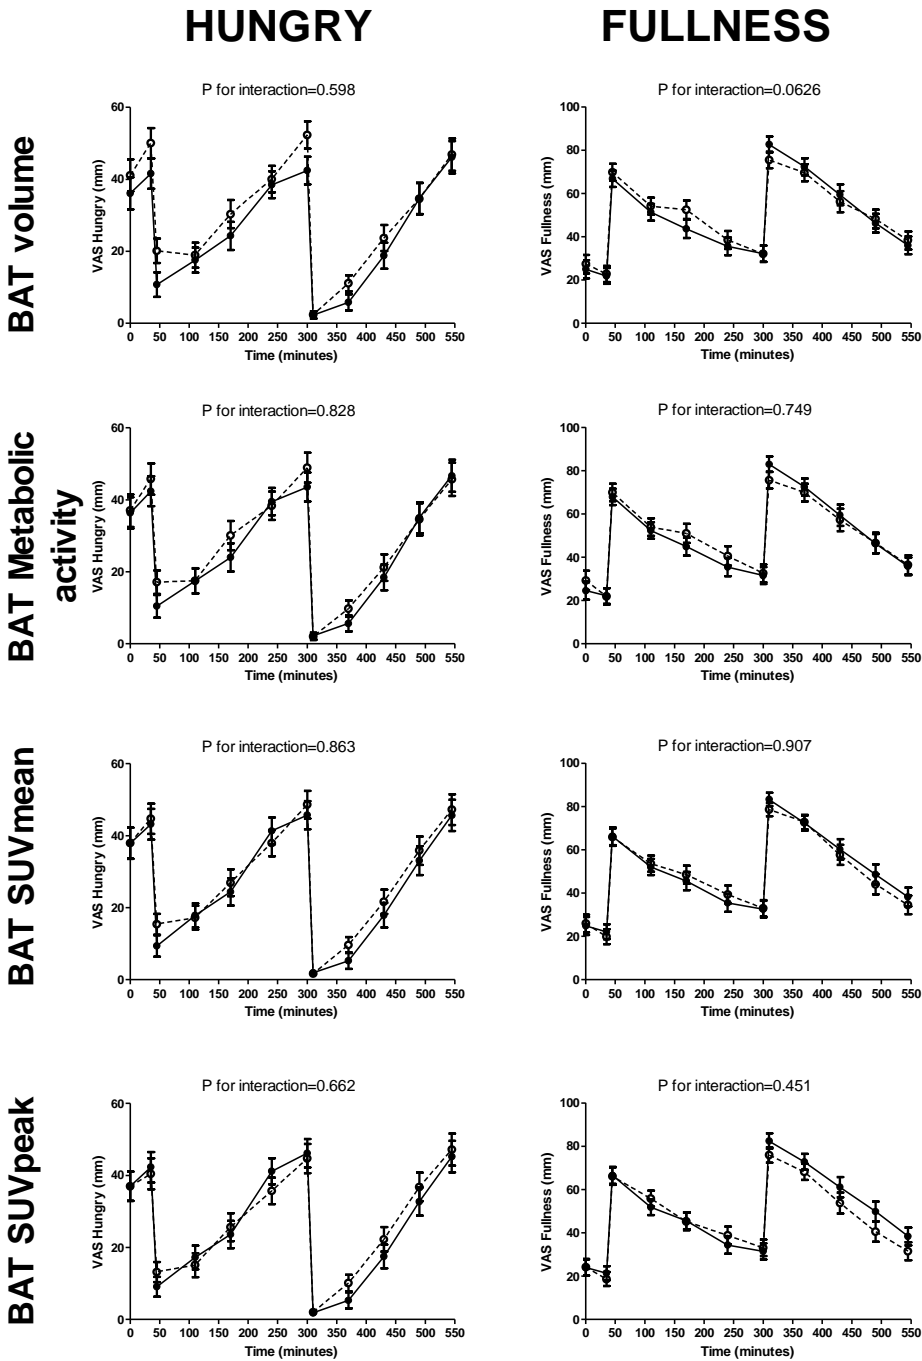 HUNGRY
FULLNESS
BAT volume
P for interaction=0.598
60
40
20
0
VAS Hungry (mm)
0 50 100 150 200 250 300 350 400 450 500 550
Time (minutes)
P for interaction=0.0626
100
80
60
40
20
0
VAS Fullness (mm)
0 50 100 150 200 250 300 350 400 450 500 550
Time (minutes)
BAT Metabolic
activity
P for interaction=0.828
60
40
20
0
VAS Hungry (mm)
0 50 100 150 200 250 300 350 400 450 500 550
Time (minutes)
P for interaction=0.749
100
80
60
40
20
0
VAS Fullness (mm)
0 50 100 150 200 250 300 350 400 450 500 550
Time (minutes)
BAT SUVmean
P for interaction=0.863
60
40
20
0
VAS Hungry (mm)
0 50 100 150 200 250 300 350 400 450 500 550
Time (minutes)
P for interaction=0.907
100
80
60
40
20
0
VAS Fullness (mm)
0 50 100 150 200 250 300 350 400 450 500 550
Time (minutes)
BAT SUVpeak
P for interaction=0.662
60
40
20
0
VAS Hungry (mm)
0 50 100 150 200 250 300 350 400 450 500 550
Time (minutes)
P for interaction=0.451
100
80
60
40
20
0
VAS Fullness (mm)
0 50 100 150 200 250 300 350 400 450 500 550
Time (minutes)